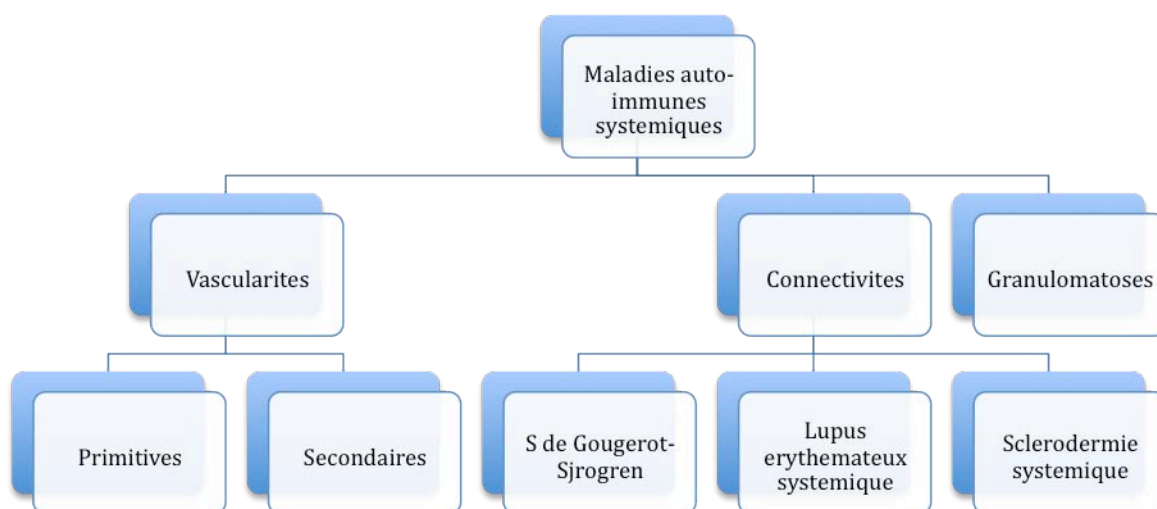 Maladies auto-
immunes
systemiques
Vascularites
Connectivites
Granulomatoses
Primitives
Secondaires
S de Gougerot-
Sjrogren
Lupus
erythemateux
systemique
Sclerodermie
systemique